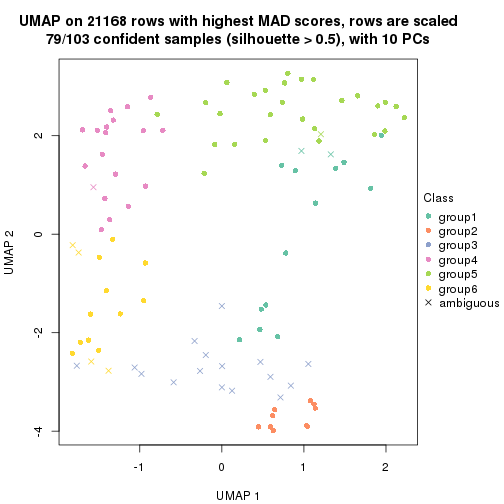 UMAP on 21168 rows with highest MAD scores, rows are scaled
79/103 confident samples (silhouette > 0.5), with 10 PCs
UMAP 2
2
0
-2
-4
-1
0
1
2
UMAP 1
Class
group1
group2
group3
group4
group5
group6
ambiguous